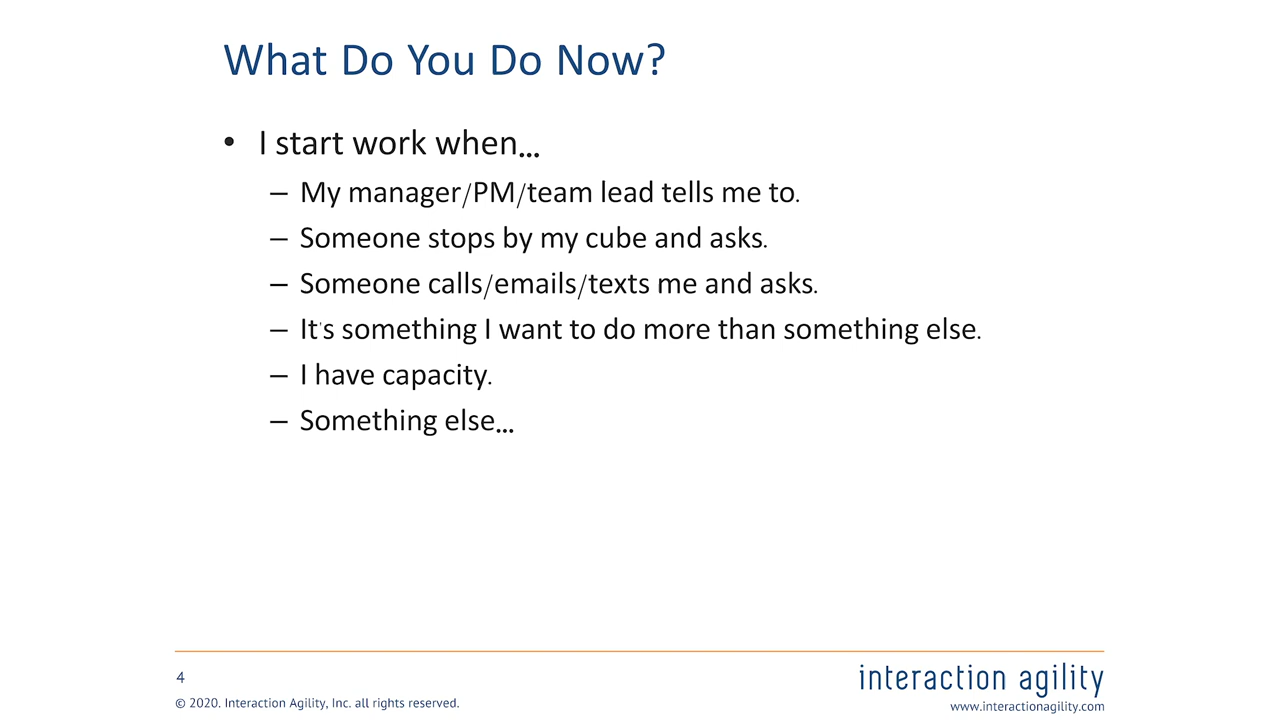 What Do You Do Now?
• I start work when...
– My manager/PM/team lead tells me to.
– Someone stops by my cube and asks.
– Someone calls/emails/texts me and asks.
– It's something I want to do more than something else.
– I have capacity.
– Something else...
4
© 2020. Interaction Agility, Inc. all rights reserved.
interaction agility
www.interactionagility.com